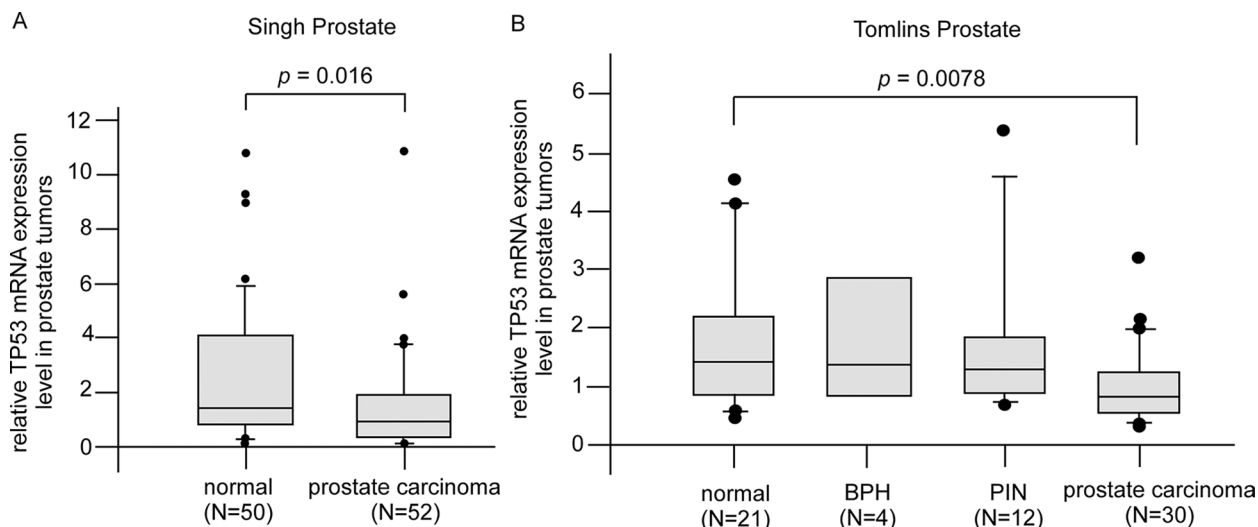 A
Singh Prostate
p = 0.016
relative TP53 mRNA expression
level in prostate tumors
12
10
8
6
4
2
0
normal
(N=50)
prostate carcinoma
(N=52)
B
Tomlins Prostate
p = 0.0078
relative TP53 mRNA expression
level in prostate tumors
6
5
4
3
2
1
0
normal
(N=21)
BPH
(N=4)
PIN
(N=12)
prostate carcinoma
(N=30)